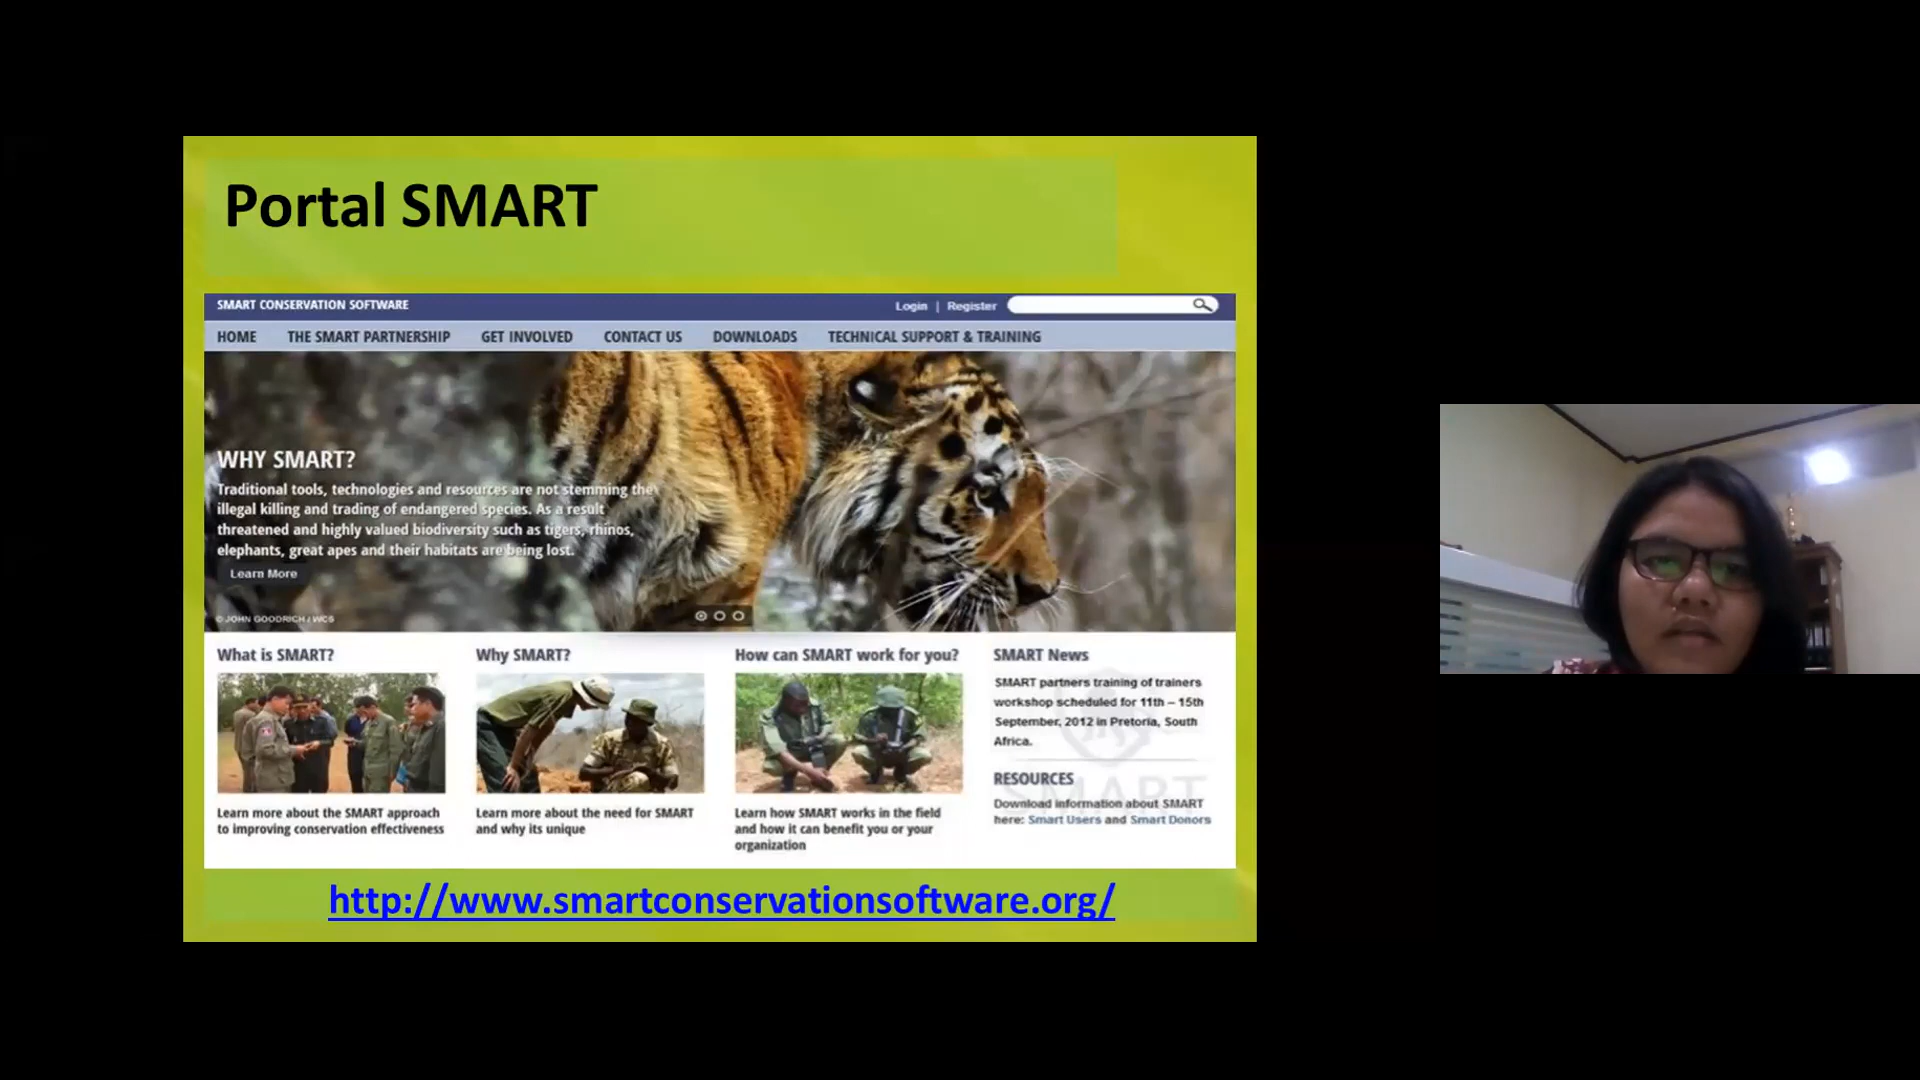 Portal SMART
SMART CONSERVATION SOFTWARE
Login | Register
HOME THE SMART PARTNERSHIP GET INVOLVED CONTACT US DOWNLOADS TECHNICAL SUPPORT & TRAINING
WHY SMART?
Traditional tools, technologies and resources are not stemming the
illegal killing and trading of endangered species. As a result
threatened and highly valued biodiversity such as tigers, rhinos,
elephants, great apes and their habitats are being lost.
Learn More
© JOHN GOODRICH / WCS
What is SMART?
Learn more about the SMART approach
to improving conservation effectiveness
Why SMART?
Learn more about the need for SMART
and why its unique
How can SMART work for you?
Learn how SMART works in the field
and how it can benefit you or your
organization
SMART News
SMART partners training of trainers
workshop scheduled for 11th – 15th
September, 2012 in Pretoria, South
Africa.
RESOURCES
Download information about SMART
here: Smart Users and Smart Donors
SMART
http://www.smartconservationsoftware.org/